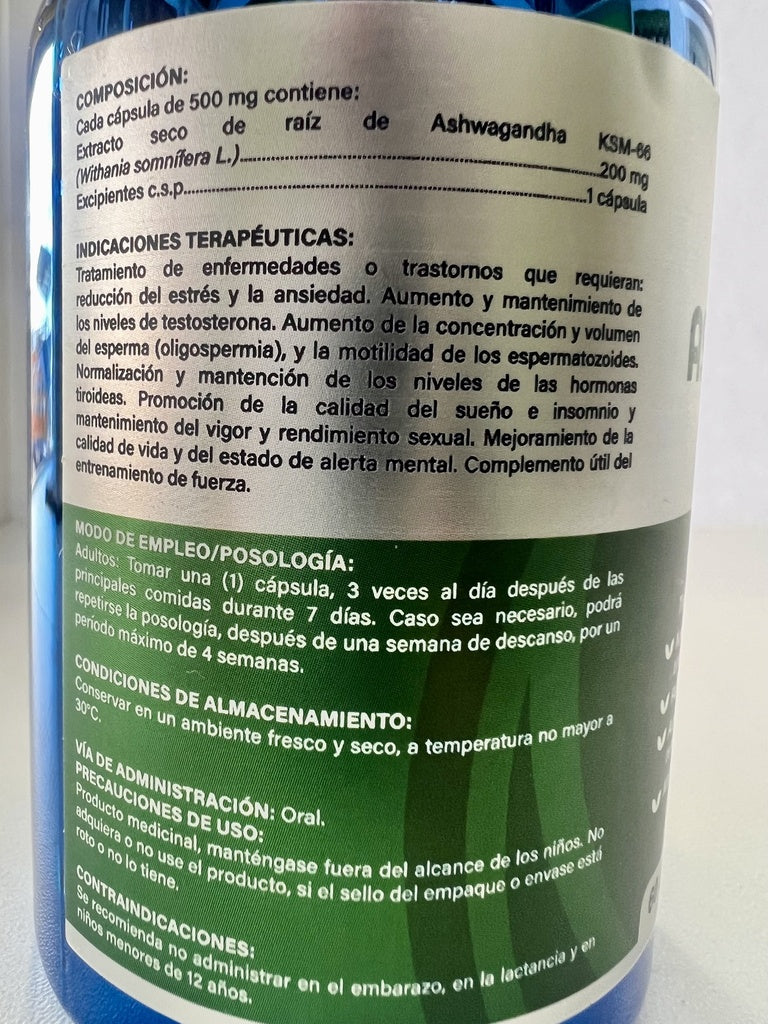 COMPOSICIÓN:
Cada cápsula de 500 mg contiene:
Extracto seco de raíz de Ashwagandha KSM-66
(Withania somnífera L.)....................200 mg
Excipientes c.s.p....................1 cápsula
INDICACIONES TERAPÉUTICAS:
Tratamiento de enfermedades o trastornos que requieran:
reducción del estrés y la ansiedad. Aumento y mantenimiento de
los niveles de testosterona. Aumento de la concentración y volumen
del esperma (oligospermia), y la motilidad de los espermatozoides.
Normalización y mantención de los niveles de las hormonas
tiroideas. Promoción de la calidad del sueño e insomnio y
mantenimiento del vigor y rendimiento sexual. Mejoramiento de la
calidad de vida y del estado de alerta mental. Complemento útil del
entrenamiento de fuerza.
MODO DE EMPLEO/POSOLOGÍA:
Adultos: Tomar una (1) cápsula, 3 veces al día después de las
principales comidas durante 7 días. Caso sea necesario, podrá
repetirse la posología, después de una semana de descanso, por un
período máximo de 4 semanas.
CONDICIONES DE ALMACENAMIENTO:
Conservar en un ambiente fresco y seco, a temperatura no mayor a
30°C.
VÍA DE ADMINISTRACIÓN: Oral.
PRECAUCIONES DE USO:
Producto medicinal, manténgase fuera del alcance de los niños. No
adquiera o no use el producto, si el sello del empaque o envase está
roto o no lo tiene.
CONTRAINDICACIONES:
Se recomienda no administrar en el embarazo, en la lactancia y en
niños menores de 12 años.